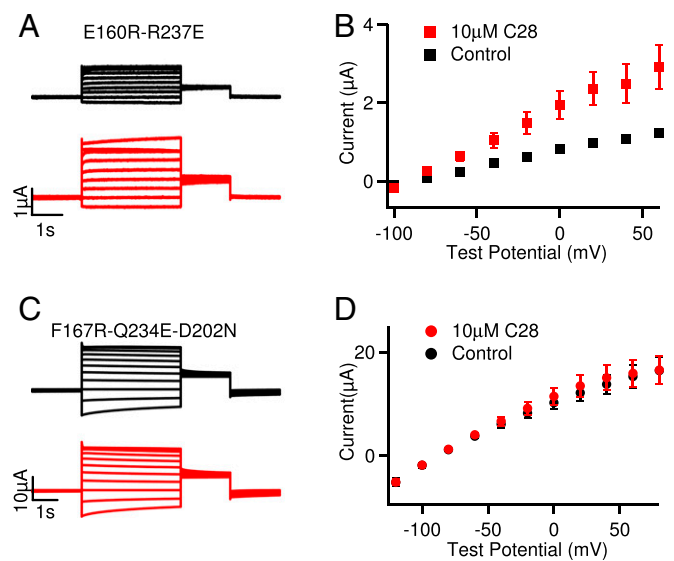 A
E160R-R237E
1μA
1s
B
10μM C28
Control
Current (μA)
4
2
0
-100
-50
0
50
Test Potential (mV)
C
F167R-Q234E-D202N
10μA
1s
D
10μM C28
Control
Current(μA)
20
0
-100
-50
0
50
Test Potential (mV)